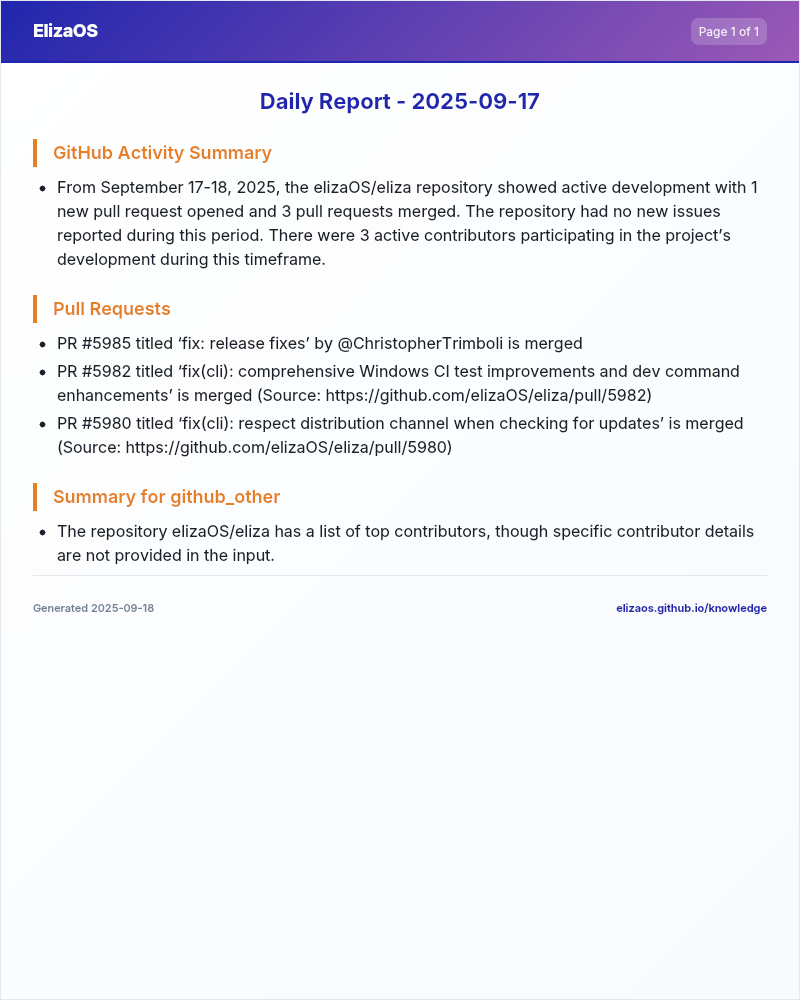 ElizaOS
Page 1 of 1
Daily Report - 2025-09-17
GitHub Activity Summary
• From September 17-18, 2025, the elizaOS/eliza repository showed active development with 1
new pull request opened and 3 pull requests merged. The repository had no new issues
reported during this period. There were 3 active contributors participating in the project’s
development during this timeframe.
Pull Requests
• PR #5985 titled ‘fix: release fixes’ by @ChristopherTrimboli is merged
• PR #5982 titled ‘fix(cli): comprehensive Windows CI test improvements and dev command
enhancements’ is merged (Source: https://github.com/elizaOS/eliza/pull/5982)
• PR #5980 titled ‘fix(cli): respect distribution channel when checking for updates’ is merged
(Source: https://github.com/elizaOS/eliza/pull/5980)
Summary for github_other
• The repository elizaOS/eliza has a list of top contributors, though specific contributor details
are not provided in the input.
Generated 2025-09-18
elizaos.github.io/knowledge